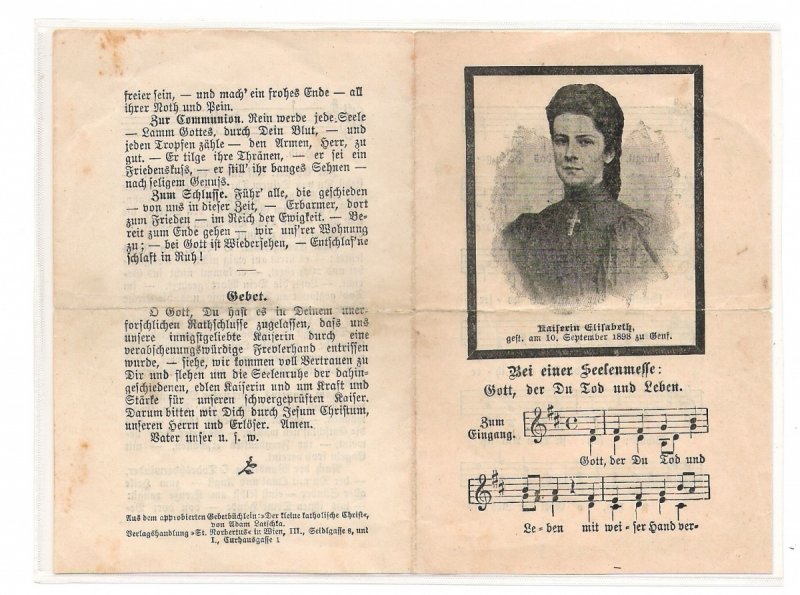 freier sein, — und mach' ein frohes Ende — all
ihrer Noth und Pein.
Zur Communion. Rein werde jede Seele
— Lamm Gottes, durch Dein Blut, — und
jeden Tropfen zähle — den Armen, Herr, zu
gut. — Er tilge ihre Thränen, — er sei ein
Friedenskuss, — er still' ihr banges Sehnen —
nach seligem Genuss.
Zum Schlusse. Führ' alle, die geschieden
— von uns in dieser Zeit, — Erbarmer, dort
zum Frieden — im Reich der Ewigkeit. — Be-
reit zum Ende gehen — wir uns'rer Wohnung
zu; — bei Gott ist Wiedersehen, — Entschlaf'ne
schlaft in Ruh!
Gebet.
O Gott, Du hast es in Deinem uner-
forschlichen Rathschlusse zugelassen, dass uns
unsere innigstgeliebte Kaiserin durch eine
verabscheuungswürdige Frevlerhand entrissen
wurde, — siehe, wir kommen voll Vertrauen zu
Dir und flehen um die Seelenruhe der dahin-
geschiedenen, edlen Kaiserin und um Kraft und
Stärke für unseren schwergeprüften Kaiser.
Darum bitten wir Dich durch Jesum Christum,
unseren Herrn und Erlöser. Amen.
Vater unser u. s. w.
Aus dem approbierten Gebetbüchlein: »Der kleine katholische Christ«,
von Adam Latschka.
Verlagshandlung »St. Norbertus« in Wien, III., Seidlgasse 8, und
I., Curhausgasse 1
Kaiserin Elisabeth,
gest. am 10. September 1898 zu Genf.
Bei einer Seelenmesse:
Gott, der Du Tod und Leben.
Zum
Eingang.
Gott, der Du Tod und
Le- ben mit wei- ser Hand ver-